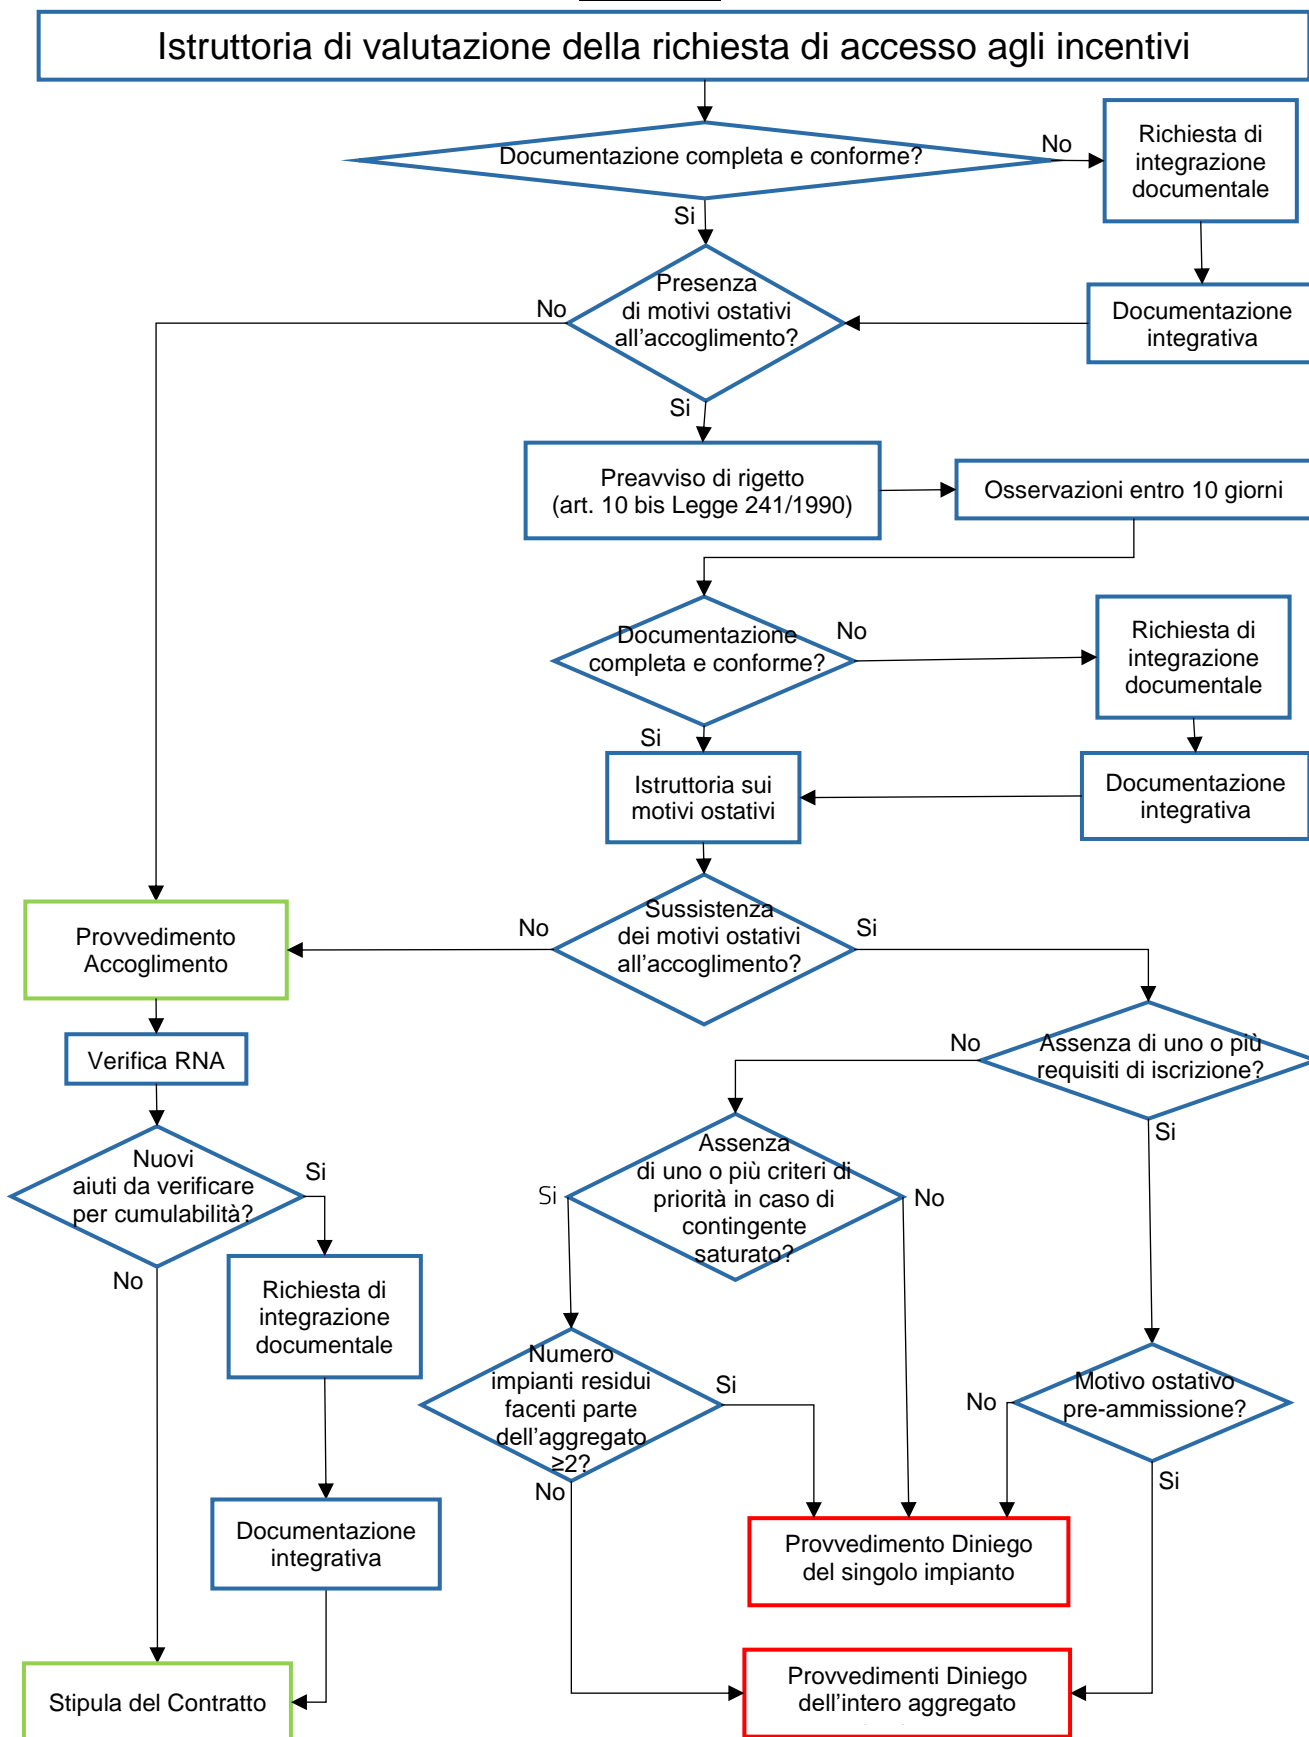 Istruttoria di valutazione della richiesta di accesso agli incentivi
Documentazione completa e conforme?
No
Richiesta di
integrazione
documentale
Si
Presenza
di motivi ostativi
all'accoglimento?
No
Documentazione
integrativa
Si
Preavviso di rigetto
(art. 10 bis Legge 241/1990)
Osservazioni entro 10 giorni
Documentazione
completa e conforme?
No
Richiesta di
integrazione
documentale
Si
Istruttoria sui
motivi ostativi
Documentazione
integrativa
Sussistenza
dei motivi ostativi
all'accoglimento?
No
Si
Provvedimento
Accoglimento
Verifica RNA
Assenza di uno o più
requisiti di iscrizione?
No
Si
Assenza
di uno o più criteri di
priorità in caso di
contingente
saturato?
Si
No
Nuovi
aiuti da verificare
per cumulabilità?
Si
No
Richiesta di
integrazione
documentale
Numero
impianti residui
facenti parte
dell'aggregato
≥2?
Si
No
Motivo ostativo
pre-ammissione?
No
Si
Documentazione
integrativa
Provvedimento Diniego
del singolo impianto
Stipula del Contratto
Provvedimenti Diniego
dell'intero aggregato